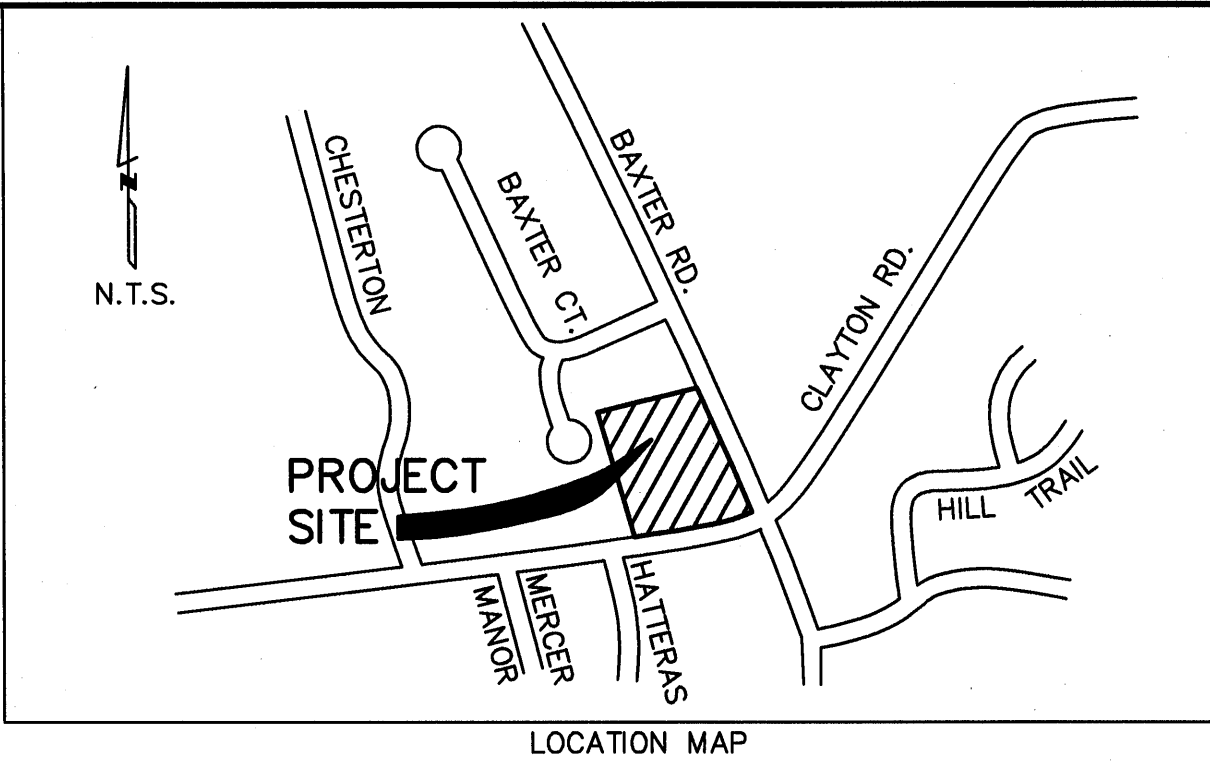 N
N.T.S.
CHESTERTON
BAXTER CT.
BAXTER RD.
CLAYTON RD.
PROJECT
SITE
HILL TRAIL
MANOR
MERCER
HATTERAS
LOCATION MAP